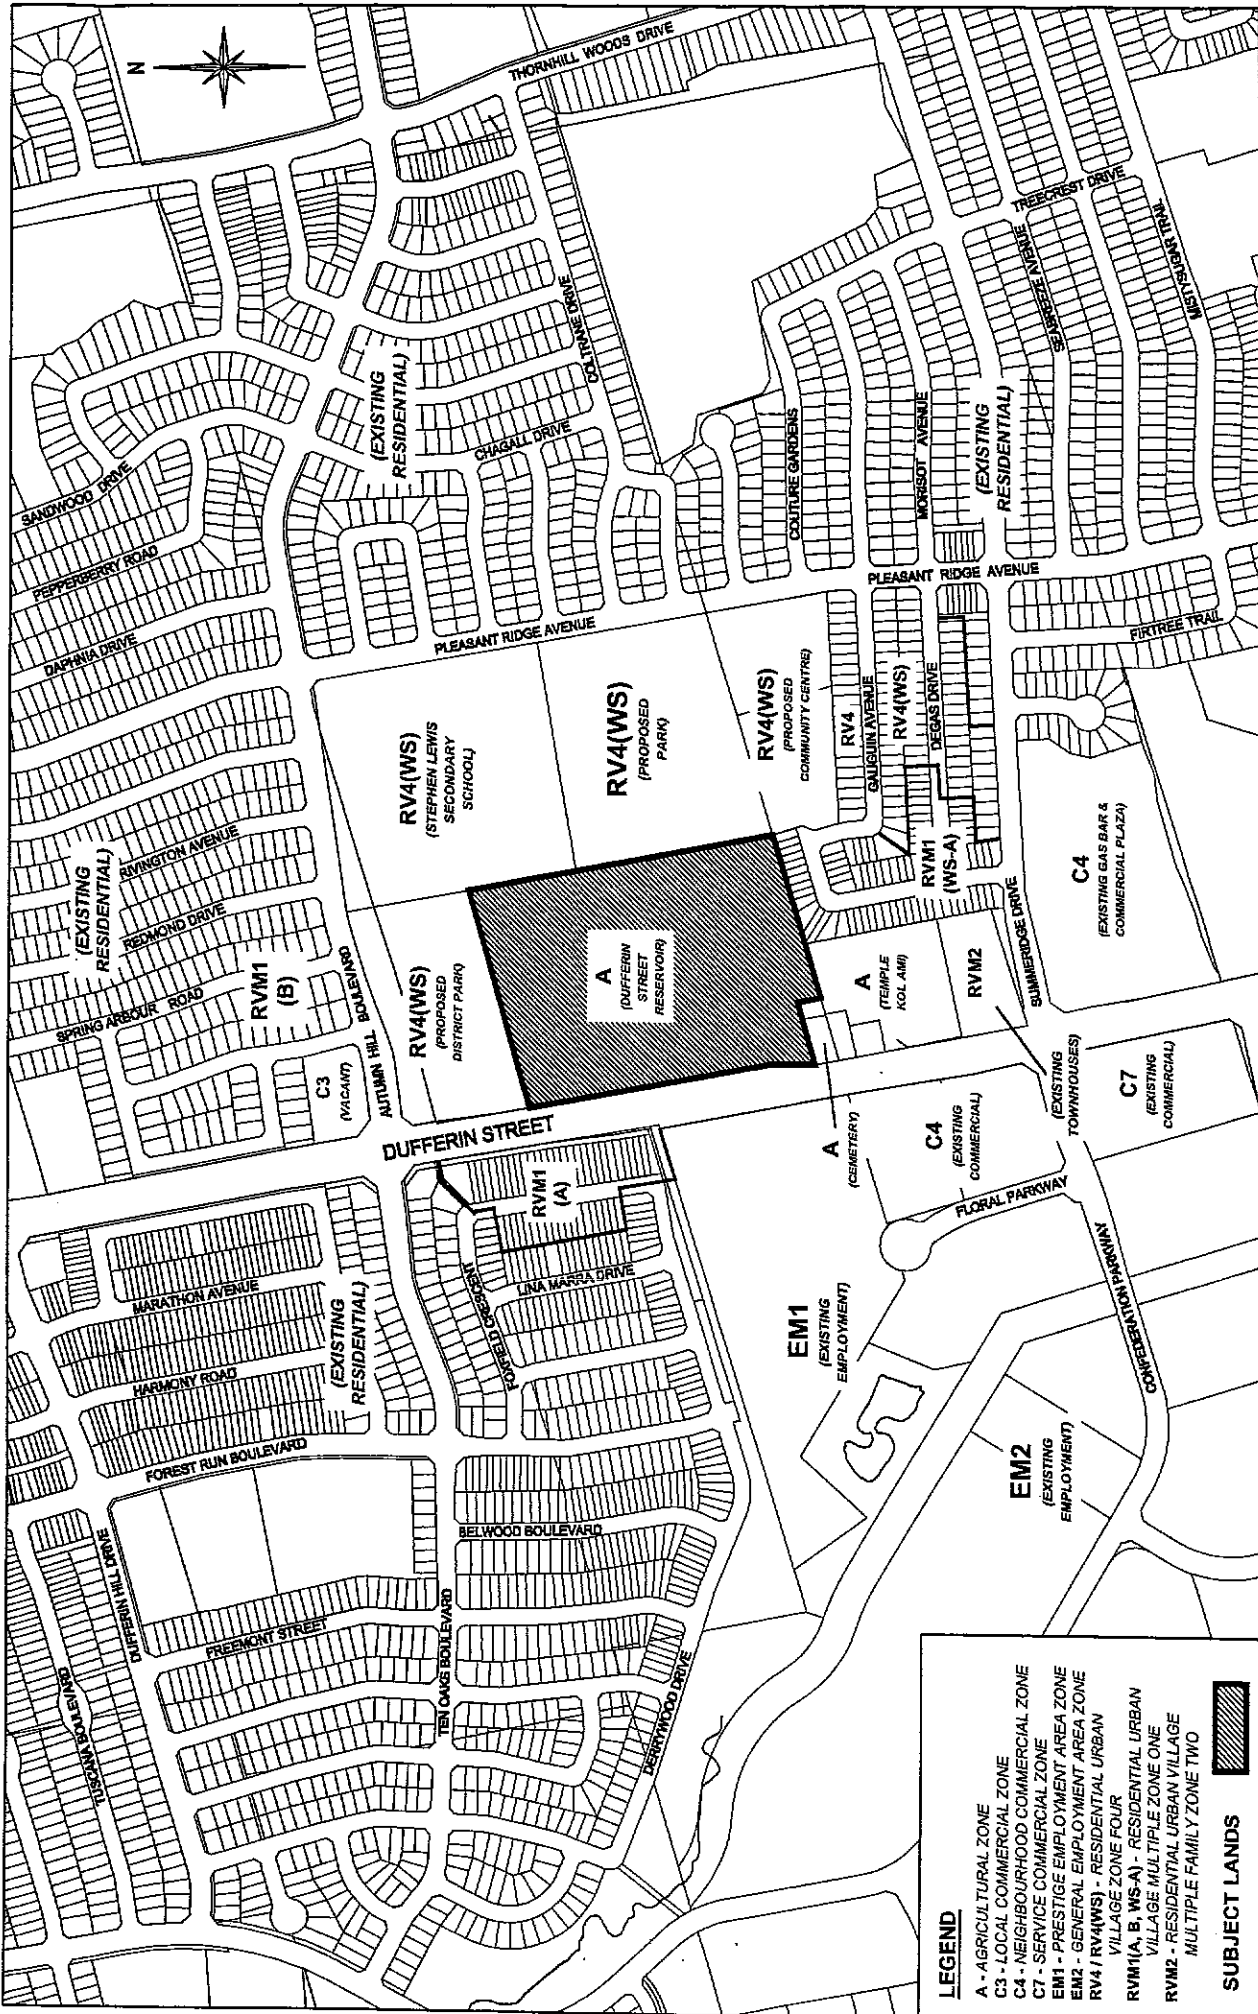 N
THORNHILL WOODS DRIVE
SANDWOOD DRIVE
PEPPERBERRY ROAD
DAPHNIA DRIVE
(EXISTING
RESIDENTIAL)
CHAGALL DRIVE
COLTRANE DRIVE
COUTURE GARDENS
MORISOT AVENUE
(EXISTING
RESIDENTIAL)
SEABREEZE AVENUE
TREECREST DRIVE
MISTYSUGAR TRAIL
PLEASANT RIDGE AVENUE
PLEASANT RIDGE AVENUE
FIRTREE TRAIL
(EXISTING
RESIDENTIAL)
RIVINGTON AVENUE
REDMOND DRIVE
SPRING ARBOUR ROAD
RVM1
(B)
C3
(VACANT)
AUTUMN HILL BOULEVARD
RV4(WS)
(STEPHEN LEWIS
SECONDARY
SCHOOL)
RV4(WS)
(PROPOSED
PARK)
RV4(WS)
(PROPOSED
COMMUNITY CENTRE)
RV4
GAUGUIN AVENUE
RV4(WS)
DEGAS DRIVE
RVM1
(WS-A)
RV4(WS)
(PROPOSED
DISTRICT PARK)
A
(DUFFERIN
STREET
RESERVOIR)
A
(TEMPLE
KOL AMI)
RVM2
SUMMERIDGE DRIVE
C4
(EXISTING GAS BAR &
COMMERCIAL PLAZA)
DUFFERIN STREET
A
(CEMETERY)
C4
(EXISTING
COMMERCIAL)
(EXISTING
TOWNHOUSES)
C7
(EXISTING
COMMERCIAL)
MARATHON AVENUE
HARMONY ROAD
(EXISTING
RESIDENTIAL)
FOREST RUN BOULEVARD
FOXFIELD CRESCENT
RVM1
(A)
LINA MARRA DRIVE
FLORAL PARKWAY
CONFEDERATION PARKWAY
EM1
(EXISTING
EMPLOYMENT)
EM2
(EXISTING
EMPLOYMENT)
BELWOOD BOULEVARD
TUSCANA BOULEVARD
DUFFERIN HILL DRIVE
FREEMONT STREET
TEN OAKS BOULEVARD
DERRYWOOD DRIVE
LEGEND
A - AGRICULTURAL ZONE
C3 - LOCAL COMMERCIAL ZONE
C4 - NEIGHBOURHOOD COMMERCIAL ZONE
C7 - SERVICE COMMERCIAL ZONE
EM1 - PRESTIGE EMPLOYMENT AREA ZONE
EM2 - GENERAL EMPLOYMENT AREA ZONE
RV4 / RV4(WS) - RESIDENTIAL URBAN
VILLAGE ZONE FOUR
RVM1(A, B, WS-A) - RESIDENTIAL URBAN
VILLAGE MULTIPLE ZONE ONE
RVM2 - RESIDENTIAL URBAN VILLAGE
MULTIPLE FAMILY ZONE TWO
SUBJECT LANDS